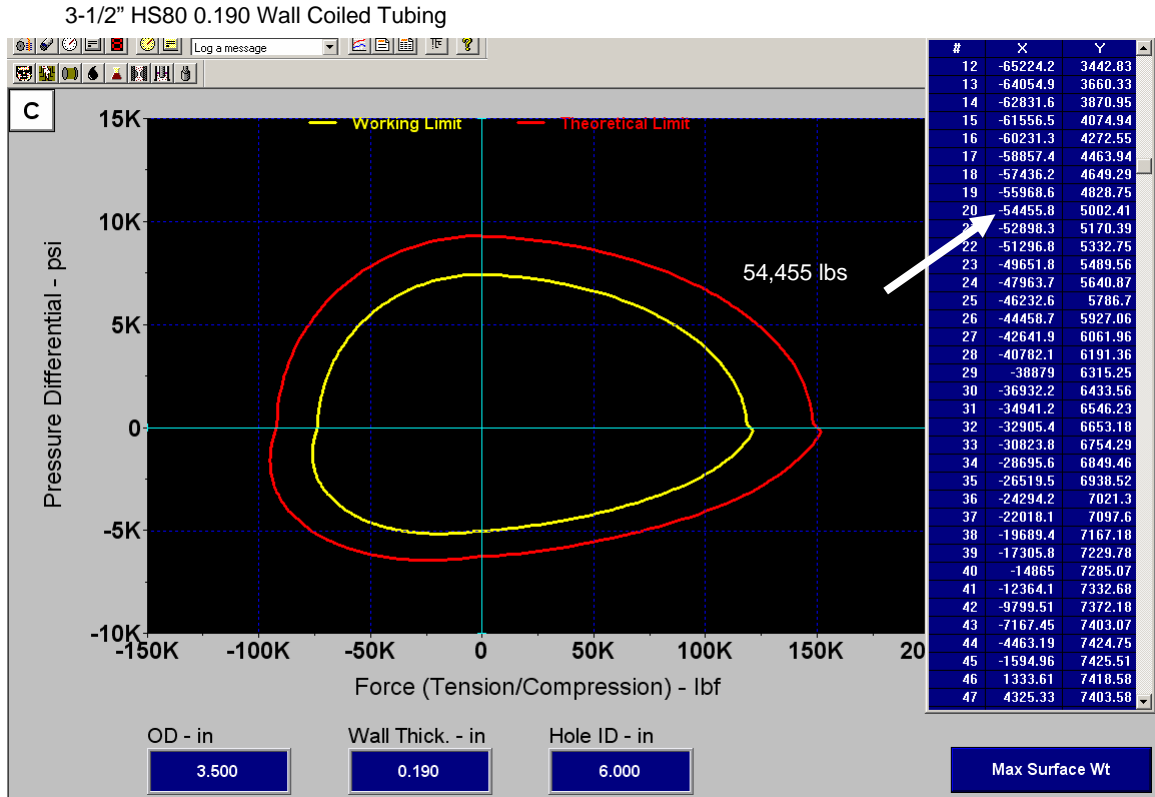 3-1/2” HS80 0.190 Wall Coiled Tubing
Log a message
C
Working Limit
Theoretical Limit
15K
10K
5K
0
-5K
-10K
Pressure Differential - psi
-150K -100K -50K 0 50K 100K 150K 20
Force (Tension/Compression) - lbf
54,455 lbs
# X Y
12 -65224.2 3442.83
13 -64054.9 3660.33
14 -62831.6 3870.95
15 -61556.5 4074.94
16 -60231.3 4272.55
17 -58857.4 4463.94
18 -57436.2 4649.29
19 -55968.6 4828.75
20 -54455.8 5002.41
-52898.3 5170.39
22 -51296.8 5332.75
23 -49651.8 5489.56
24 -47963.7 5640.87
25 -46232.6 5786.7
26 -44458.7 5927.06
27 -42641.9 6061.96
28 -40782.1 6191.36
29 -38879 6315.25
30 -36932.2 6433.56
31 -34941.2 6546.23
32 -32905.4 6653.18
33 -30823.8 6754.29
34 -28695.6 6849.46
35 -26519.5 6938.52
36 -24294.2 7021.3
37 -22018.1 7097.6
38 -19689.4 7167.18
39 -17305.8 7229.78
40 -14865 7285.07
41 -12364.1 7332.68
42 -9799.51 7372.18
43 -7167.45 7403.07
44 -4463.19 7424.75
45 -1594.96 7425.51
46 1333.61 7418.58
47 4325.33 7403.58
OD - in Wall Thick. - in Hole ID - in
3.500 0.190 6.000
Max Surface Wt